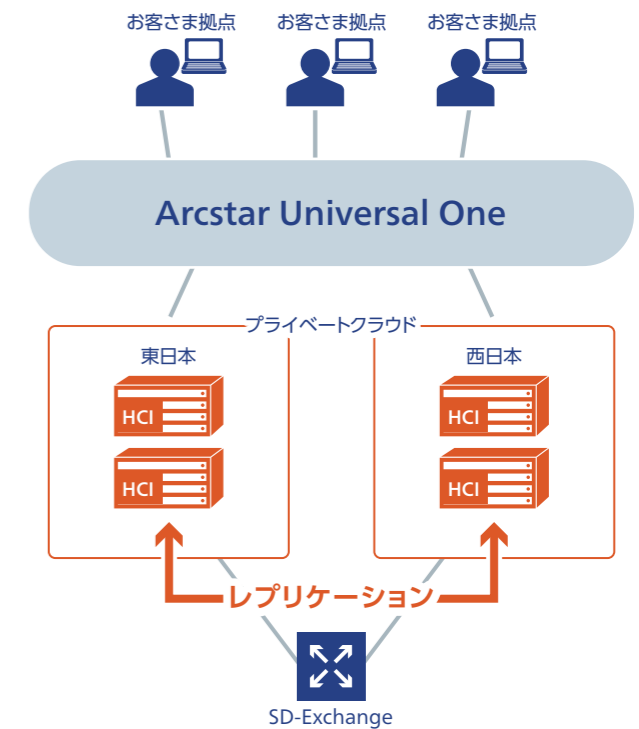 お客さま拠点 お客さま拠点 お客さま拠点
Arcstar Universal One
プライベートクラウド
東日本 西日本
HCI HCI
HCI HCI
レプリケーション
SD-Exchange